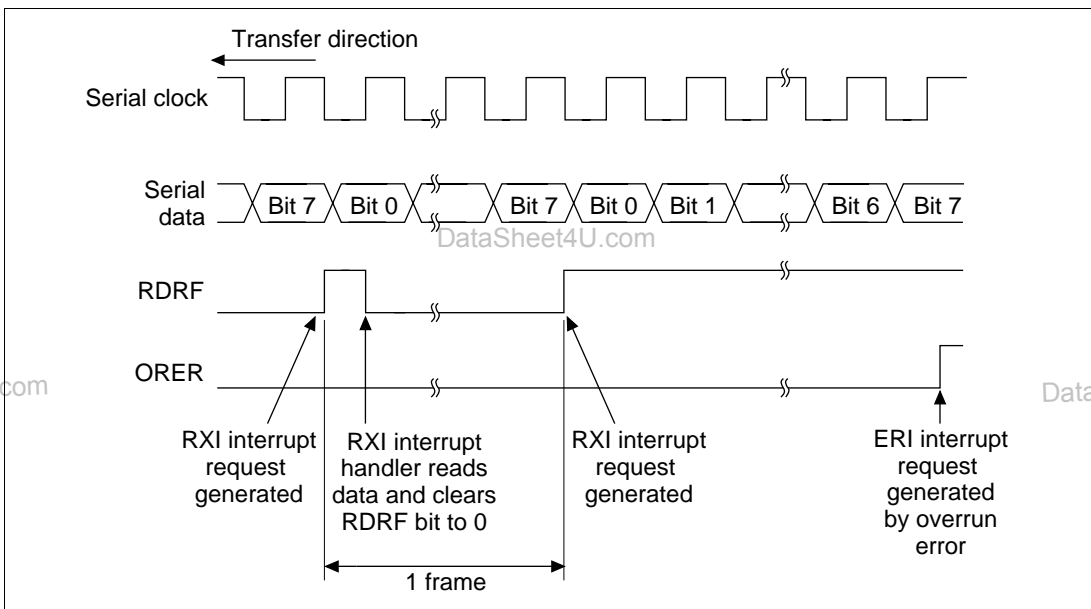 Transfer direction
Serial clock
Serial
data
Bit 7 Bit 0 Bit 7 Bit 0 Bit 1 Bit 6 Bit 7
DataSheet4U.com
RDRF
ORER
.com
Data
RXI interrupt
request
generated
RXI interrupt
handler reads
data and clears
RDRF bit to 0
RXI interrupt
request
generated
ERI interrupt
request
generated
by overrun
error
1 frame